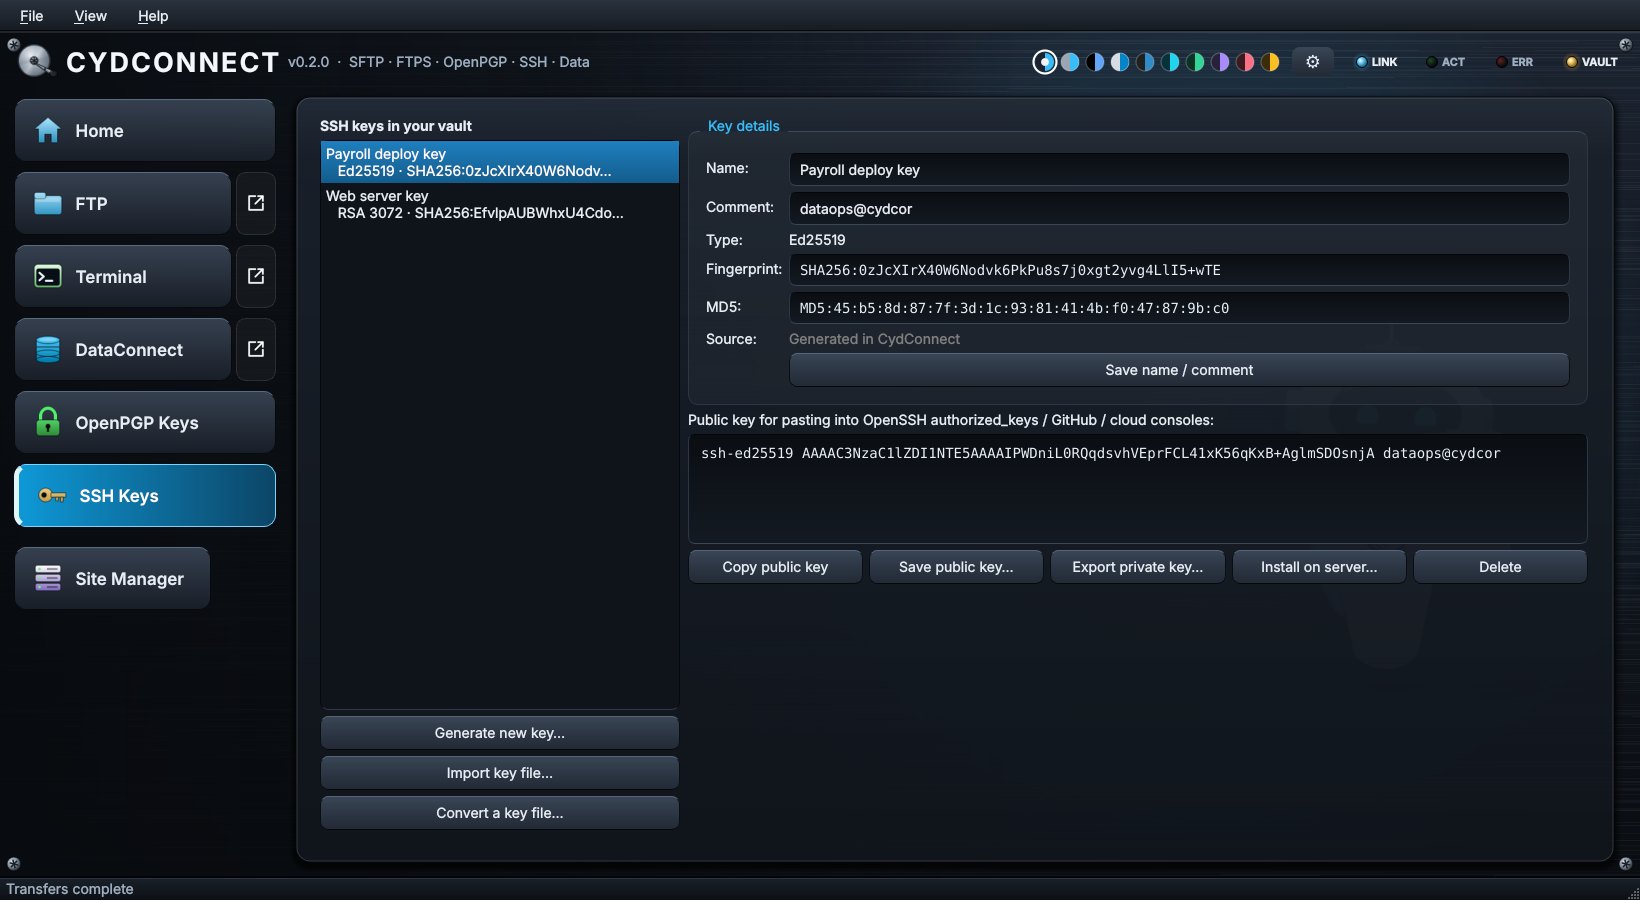 File View Help
CYDCONNECT v0.2.0 · SFTP · FTPS · OpenPGP · SSH · Data
LINK ACT ERR VAULT
Home
FTP
Terminal
DataConnect
OpenPGP Keys
SSH Keys
Site Manager
SSH keys in your vault
Payroll deploy key
Ed25519 · SHA256:0zJcXIrX40W6Nodv...
Web server key
RSA 3072 · SHA256:EfvlpAUBWhxU4Cdo...
Generate new key...
Import key file...
Convert a key file...
Key details
Name: Payroll deploy key
Comment: dataops@cydcor
Type: Ed25519
Fingerprint: SHA256:0zJcXIrX40W6Nodvk6PkPu8s7j0xgt2yvg4LlI5+wTE
MD5: MD5:45:b5:8d:87:7f:3d:1c:93:81:41:4b:f0:47:87:9b:c0
Source: Generated in CydConnect
Save name / comment
Public key for pasting into OpenSSH authorized_keys / GitHub / cloud consoles:
ssh-ed25519 AAAAC3NzaC1lZDI1NTE5AAAAIPWDniL0RQqdsvhVEprFCL41xK56qKxB+AglmSDOsnjA dataops@cydcor
Copy public key
Save public key...
Export private key...
Install on server...
Delete
Transfers complete